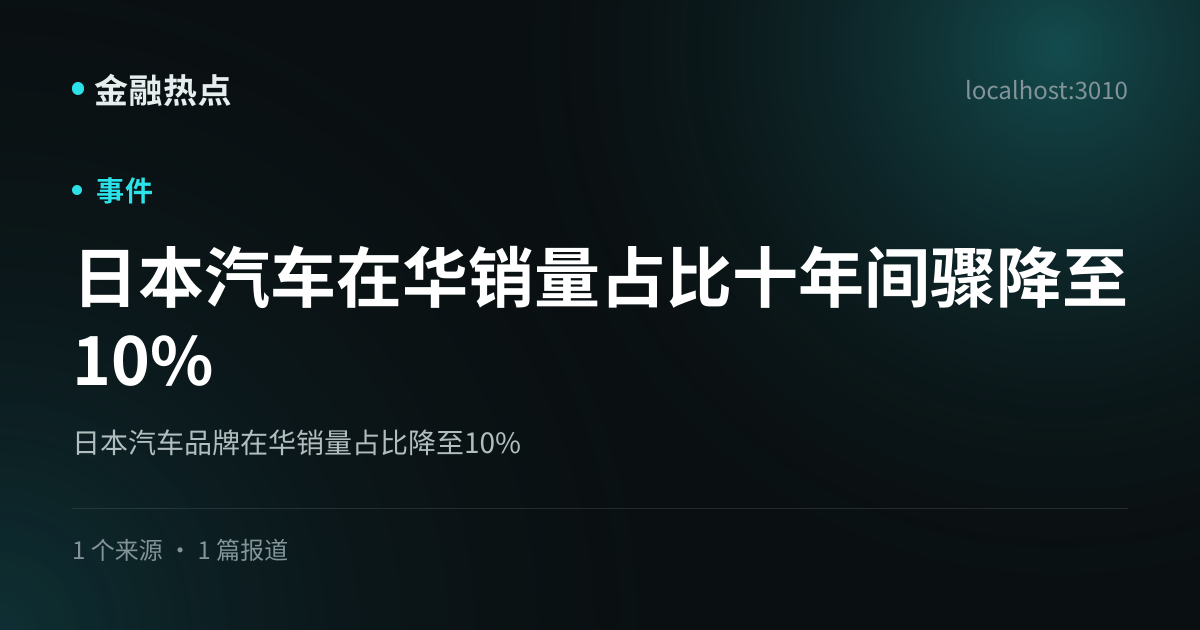 金融热点
localhost:3010
事件
日本汽车在华销量占比十年间骤降至
10%
日本汽车品牌在华销量占比降至10%
1 个来源 • 1 篇报道